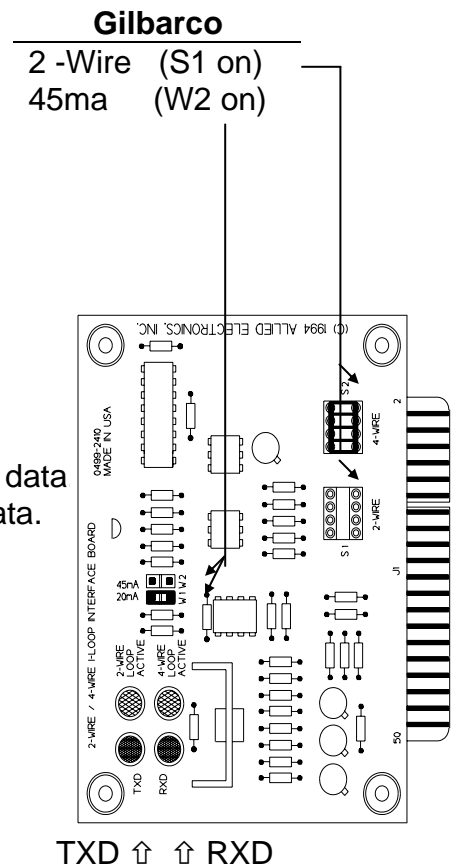 Gilbarco
2 -Wire (S1 on)
45ma (W2 on)
(C) 1994 ALLIED ELECTRONICS, INC.
0499-2410
MADE IN USA
S2
4-WIRE
2
data
ata.
S1
2-WIRE
J1
45mA
20mA
W2
W1
2-WIRE / 4-WIRE I-LOOP INTERFACE BOARD
2-WIRE
LOOP
ACTIVE
4-WIRE
LOOP
ACTIVE
TXD
RXD
50
TXD ⇧ ⇧ RXD